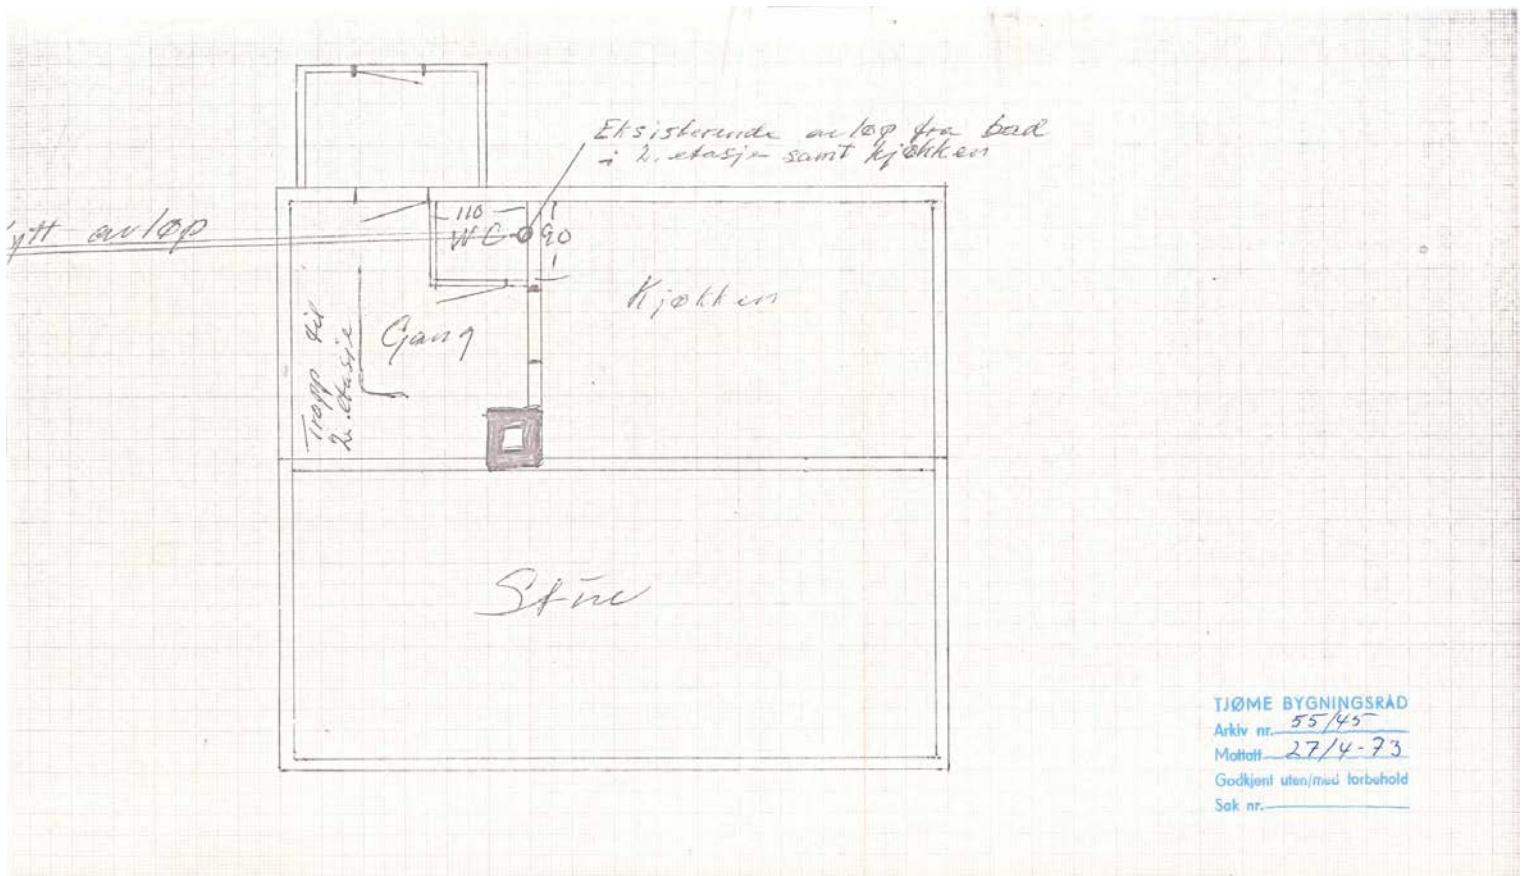 Eksisterende avløp fra bad
i 2. etasje samt kjøkken
avløp
110
WC
90
Kjøkken
Trapp til
2. etasje
Gang
Stue
TJØME BYGNINGSRÅD
Arkiv nr. 55/45
Mottatt 27/4-73
Godkjent uten/med forbehold
Sak nr.